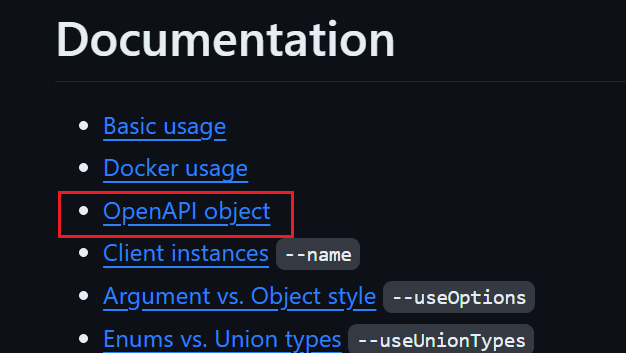 Documentation
Basic usage
Docker usage
OpenAPI object
Client instances --name
Argument vs. Object style --useOptions
Enums vs. Union types --useUnionTypes